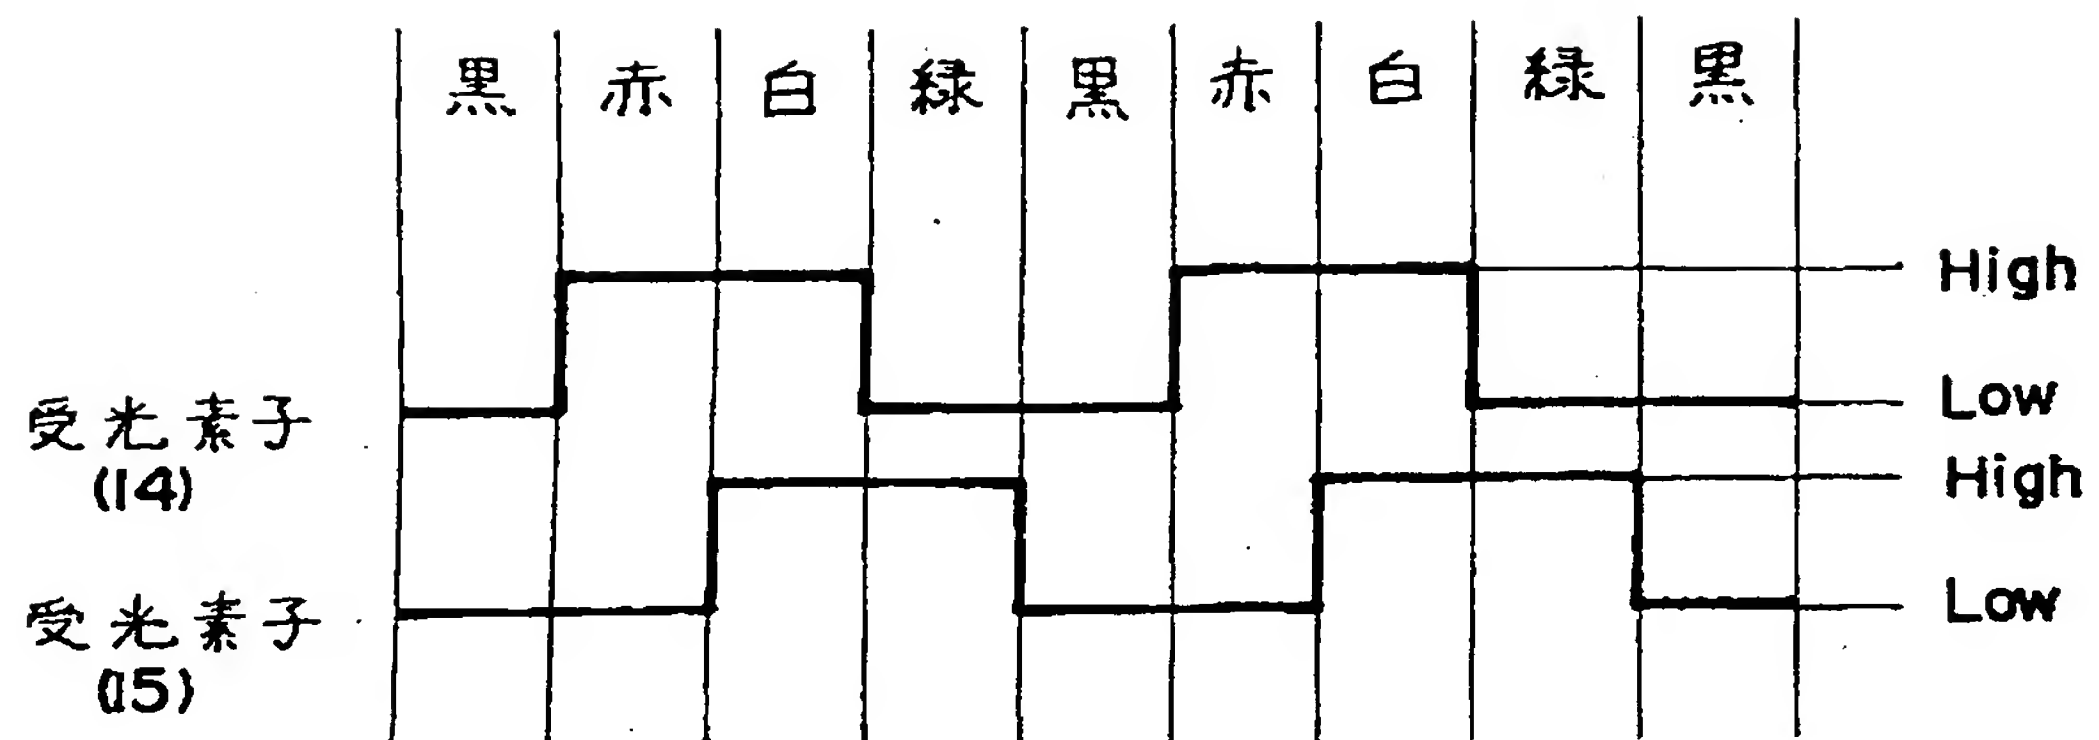 黒 赤 白 緑 黒 赤 白 緑 黒
High
受光素子 Low
(14) High
受光素子 Low
(15)